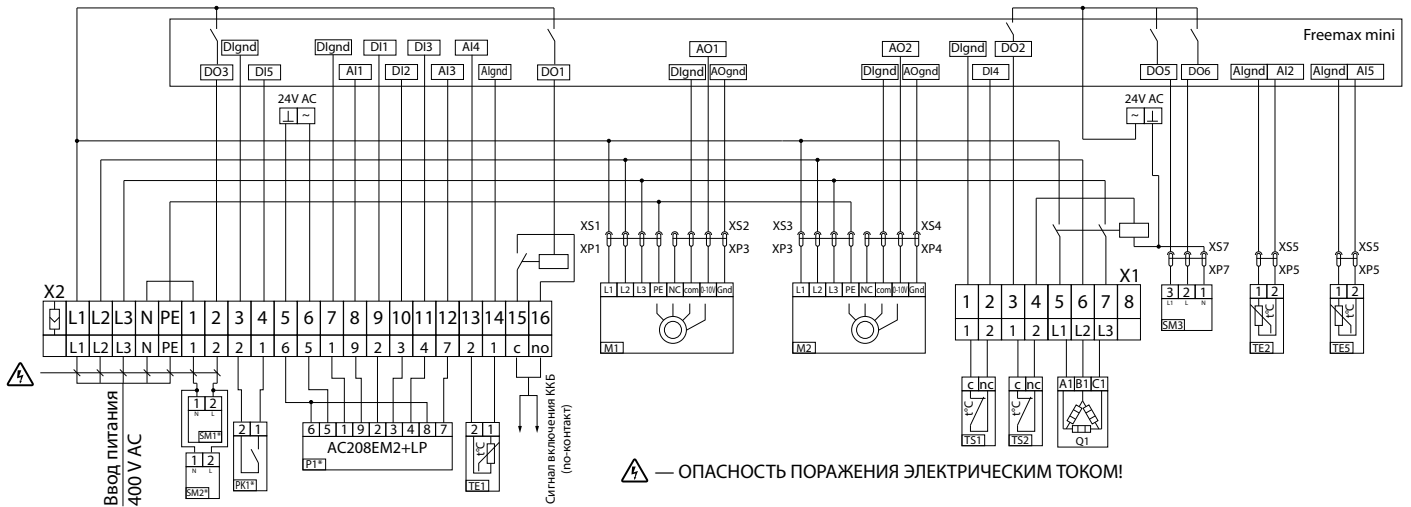 Freemax mini
DIgnd DIgnd DI1 DI3 AI4 AO1 AO2 DIgnd DO2
DO3 DI5 AI1 DI2 AI3 AIgnd DO1 DIgnd AOgnd DIgnd AOgnd DI4 DO5 DO6 AIgnd AI2 AIgnd AI5
24V AC 24V AC
⊥ ~ ~ ⊥
XS1 XS2 XS3 XS4 XS7 XS5 XS5
XP1 XP3 XP3 XP4 XP7 XP5 XP5
X2 X1
L1 L2 L3 PE NC com 0-10V Gnd
M1
L1 L2 L3 PE NC com 0-10V Gnd
M2
3 2 1
L1 L N
SM3
1 2
t°C
TE2
1 2
t°C
TE5
L1 L2 L3 N PE 1 2 3 4 5 6 7 8 9 10 11 12 13 14 15 16
L1 L2 L3 N PE 1 2 2 1 6 5 1 9 2 3 4 7 2 1 c no
1 2 3 4 5 6 7 8
1 2 1 2 L1 L2 L3
Ввод питания
400 V AC
1 2
N L
SM1*
1 2
N L
SM2*
2 1
PK1*
6 5 1 9 2 3 4 8 7
AC208EM2+LP
P1*
2 1
t°C
TE1
Сигнал включения ККБ
(no-контакт)
c nc
t°C
TS1
c nc
t°C
TS2
A1 B1 C1
Q1
— ОПАСНОСТЬ ПОРАЖЕНИЯ ЭЛЕКТРИЧЕСКИМ ТОКОМ!